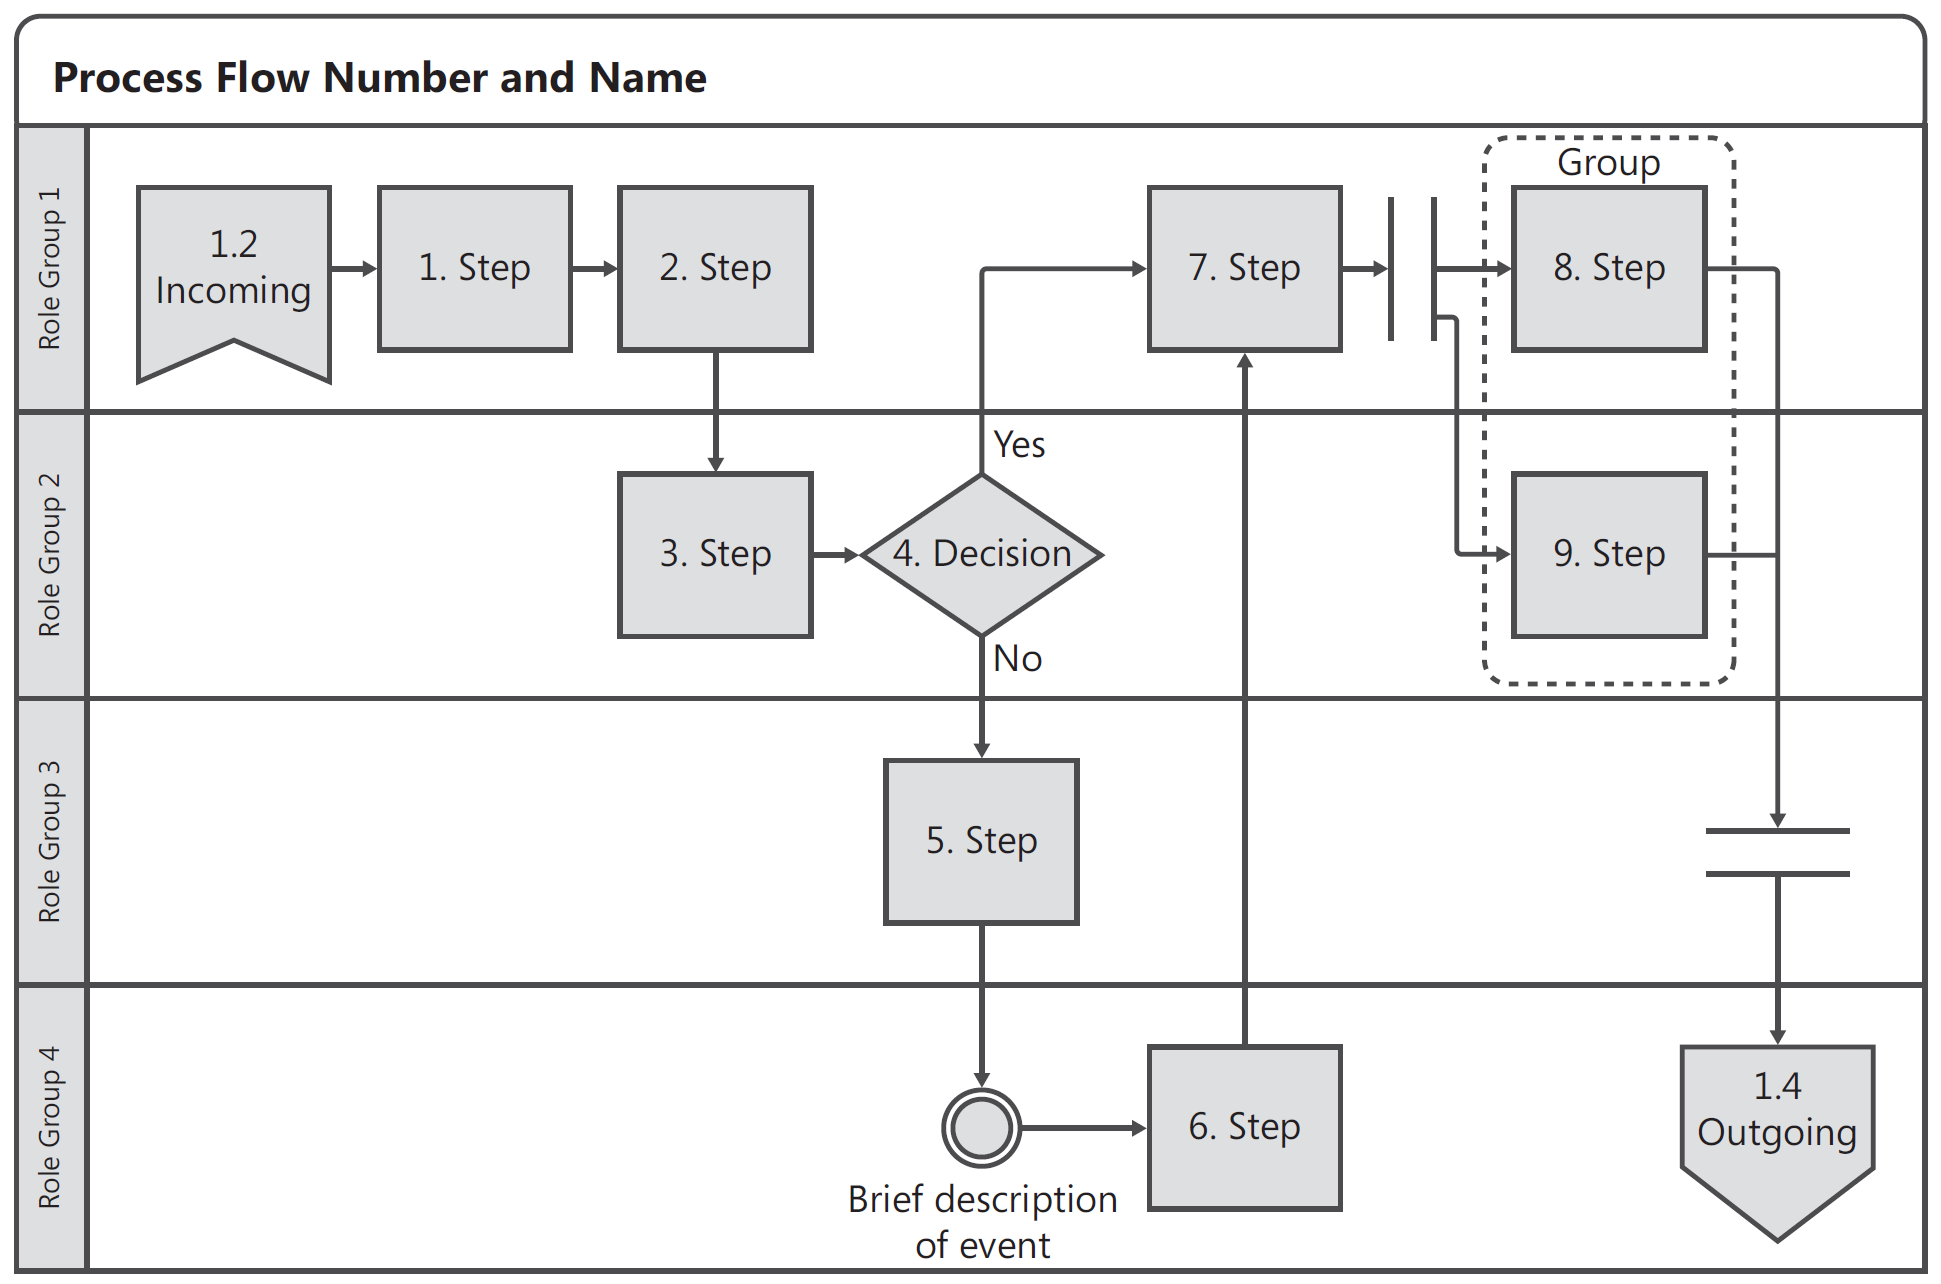 Process Flow Number and Name
Role Group 1
1.2
Incoming
1. Step
2. Step
7. Step
Group
8. Step
Role Group 2
3. Step
4. Decision
Yes
No
9. Step
Role Group 3
5. Step
Role Group 4
Brief description
of event
6. Step
1.4
Outgoing